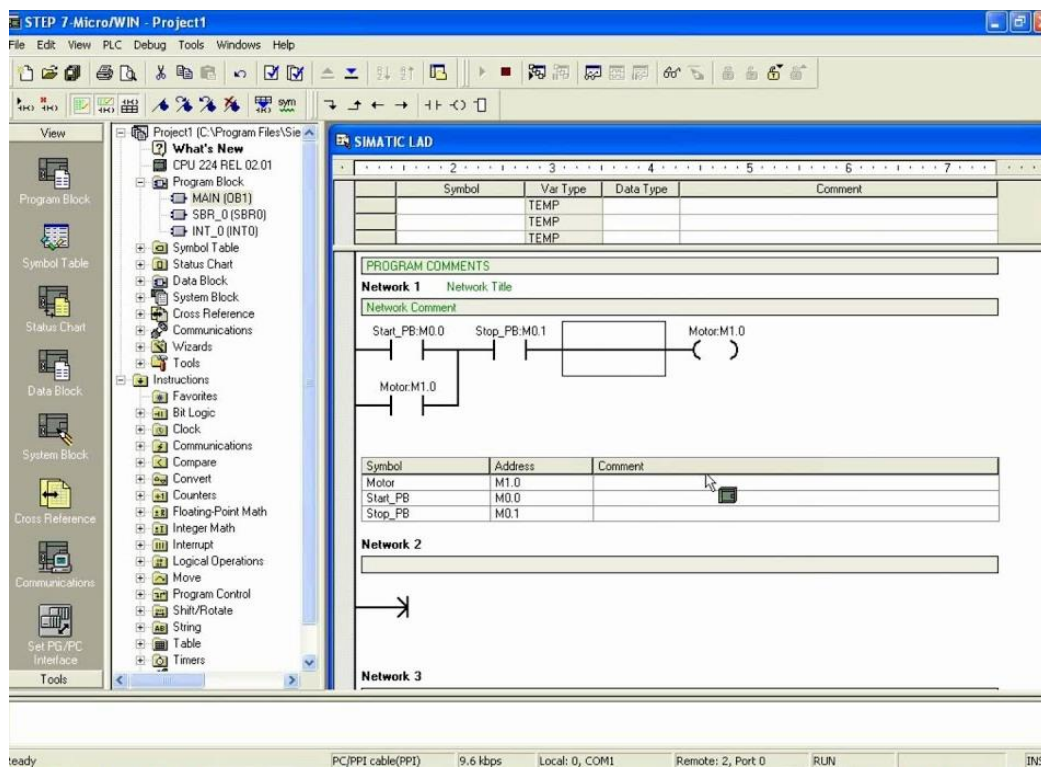 STEP 7-Micro/WIN - Project1
File Edit View PLC Debug Tools Windows Help
sym
View
Program Block
Symbol Table
Status Chart
Data Block
System Block
Cross Reference
Communications
Set PG/PC
Interface
Tools
Project1 (C:\Program Files\Sie
What's New
CPU 224 REL 02.01
Program Block
MAIN (OB1)
SBR_0 (SBR0)
INT_0 (INT0)
Symbol Table
Status Chart
Data Block
System Block
Cross Reference
Communications
Wizards
Tools
Instructions
Favorites
Bit Logic
Clock
Communications
Compare
Convert
Counters
Floating-Point Math
Integer Math
Interrupt
Logical Operations
Move
Program Control
Shift/Rotate
String
Table
Timers
SIMATIC LAD
2 3 4 5 6 7
Symbol Var Type Data Type Comment
TEMP
TEMP
TEMP
PROGRAM COMMENTS
Network 1 Network Title
Network Comment
Start_PB:M0.0 Stop_PB:M0.1 Motor:M1.0
Motor:M1.0
Symbol Address Comment
Motor M1.0
Start_PB M0.0
Stop_PB M0.1
Network 2
Network 3
eady PC/PPI cable(PPI) 9.6 kbps Local: 0, COM1 Remote: 2, Port 0 RUN INS